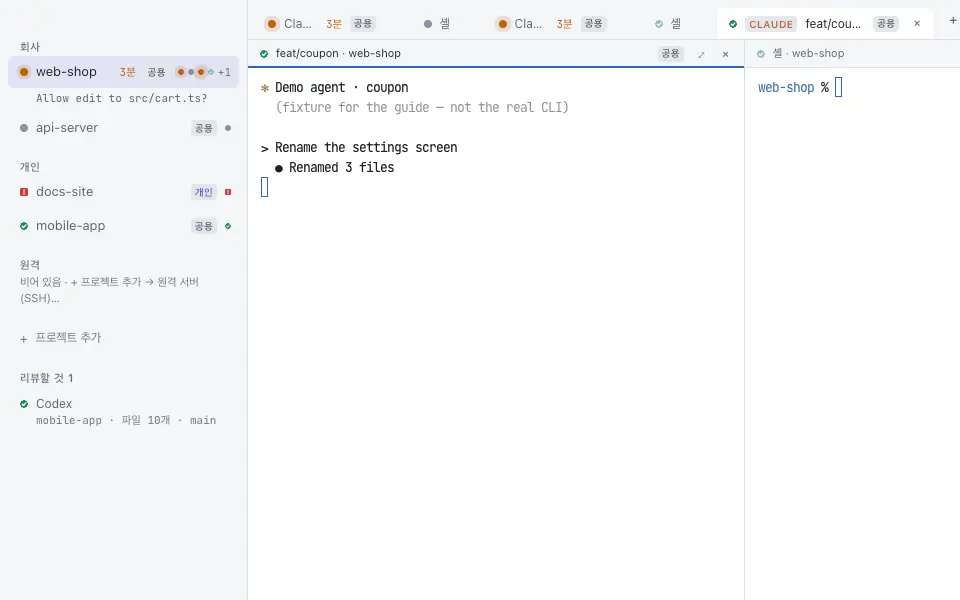 회사
web-shop 3분 공용 +1
Allow edit to src/cart.ts?
api-server 공용
개인
docs-site 개인
mobile-app 공용
원격
비어 있음 · + 프로젝트 추가 → 원격 서버
(SSH)…
+ 프로젝트 추가
리뷰할 것 1
Codex
mobile-app · 파일 10개 · main
Cla… 3분 공용
셸
Cla… 3분 공용
셸
CLAUDE feat/cou… 공용 ×
+
feat/coupon · web-shop 공용 ×
* Demo agent · coupon
(fixture for the guide — not the real CLI)
> Rename the settings screen
● Renamed 3 files
셸 · web-shop
web-shop %